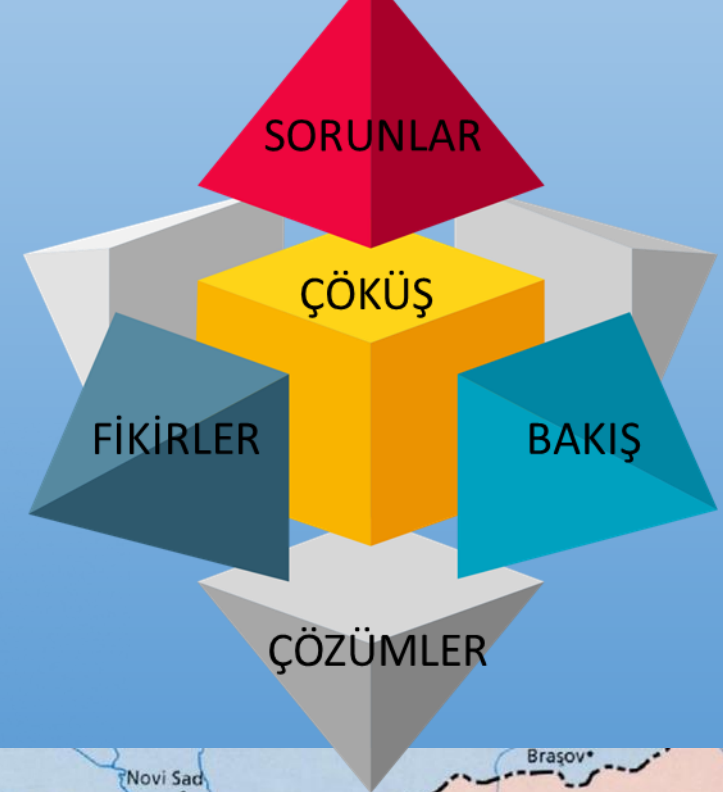 SORUNLAR
ÇÖKÜŞ
FİKİRLER
BAKIŞ
ÇÖZÜMLER
Braşov
Novi Sad